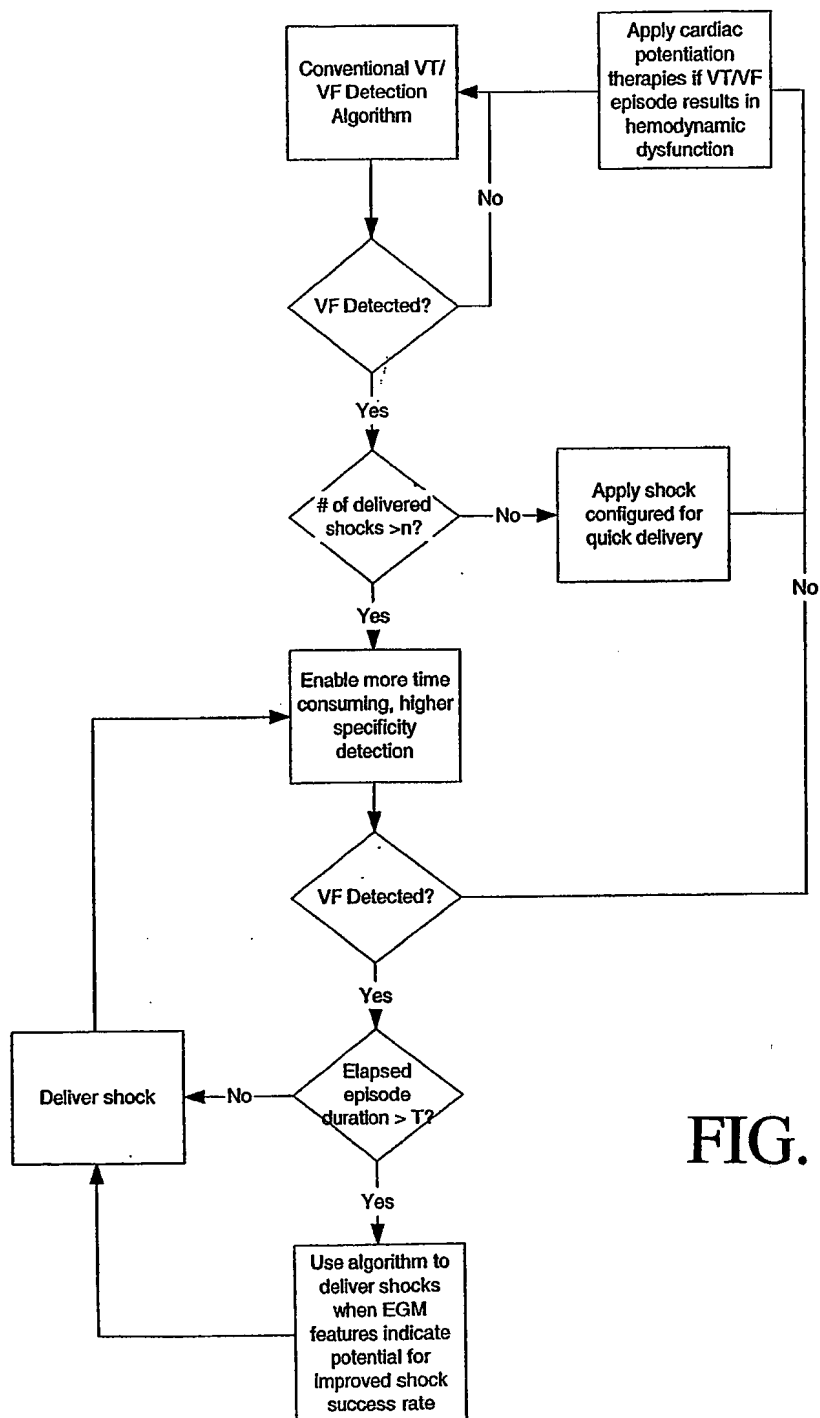 Conventional VT/
VF Detection
Algorithm
Apply cardiac
potentiation
therapies if VT/VF
episode results in
hemodynamic
dysfunction
No
VF Detected?
Yes
# of delivered
shocks >n?
No
Apply shock
configured for
quick delivery
No
Yes
Enable more time
consuming, higher
specificity
detection
VF Detected?
Yes
Elapsed
episode
duration > T?
No
Deliver shock
Yes
Use algorithm to
deliver shocks
when EGM
features indicate
potential for
improved shock
success rate
FIG.